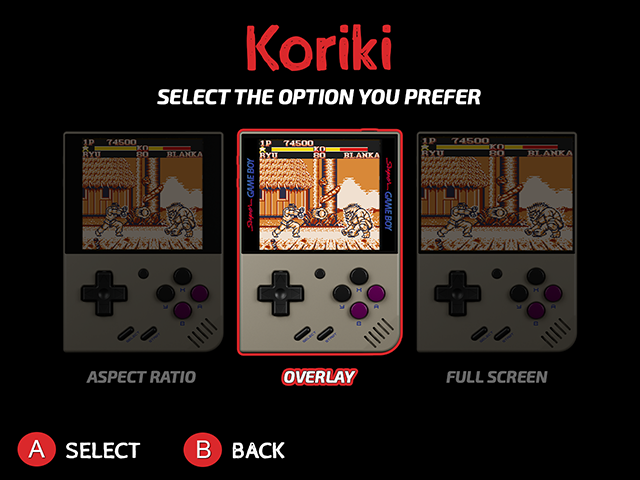 Koriki
SELECT THE OPTION YOU PREFER
1P 74500
KO
RYU 80 BLANKA
1P 74500
KO
RYU 80 BLANKA
Super GAME BOY
Super GAME BOY
1P 74500
KO
RYU 80 BLANKA
Y X A B
Y X A B
Y X A B
ASPECT RATIO
OVERLAY
FULL SCREEN
A SELECT
B BACK